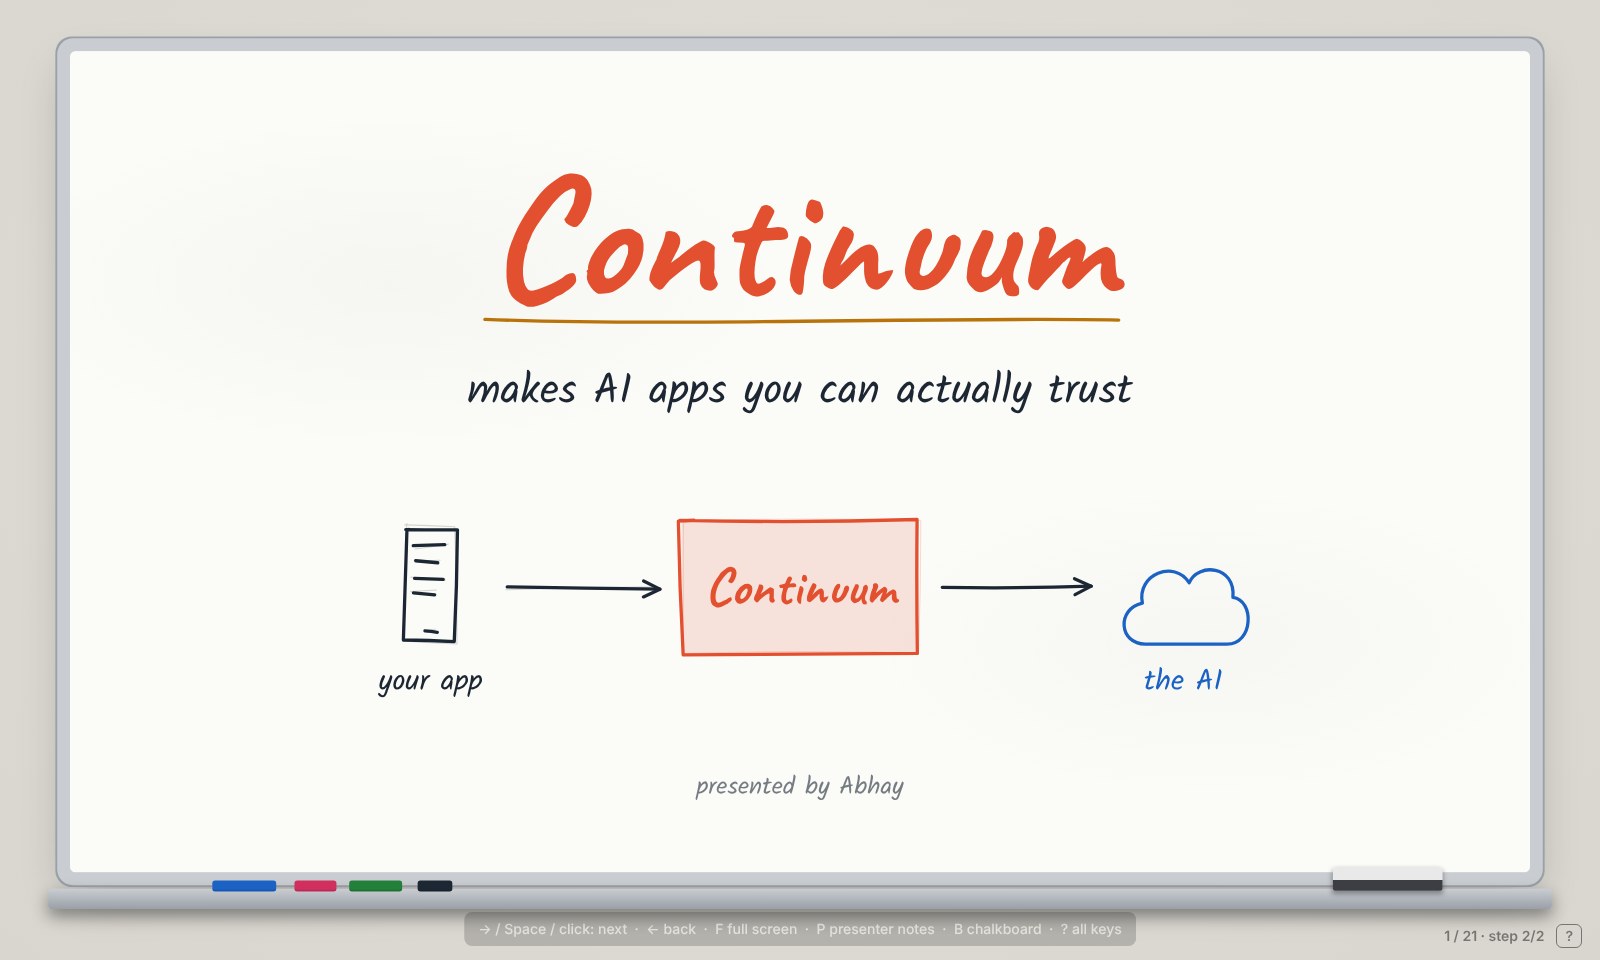 Continuum
makes AI apps you can actually trust
Continuum
your app
the AI
presented by Abhay
→ / Space / click: next · ← back · F full screen · P presenter notes · B chalkboard · ? all keys
1 / 21 · step 2/2 ?